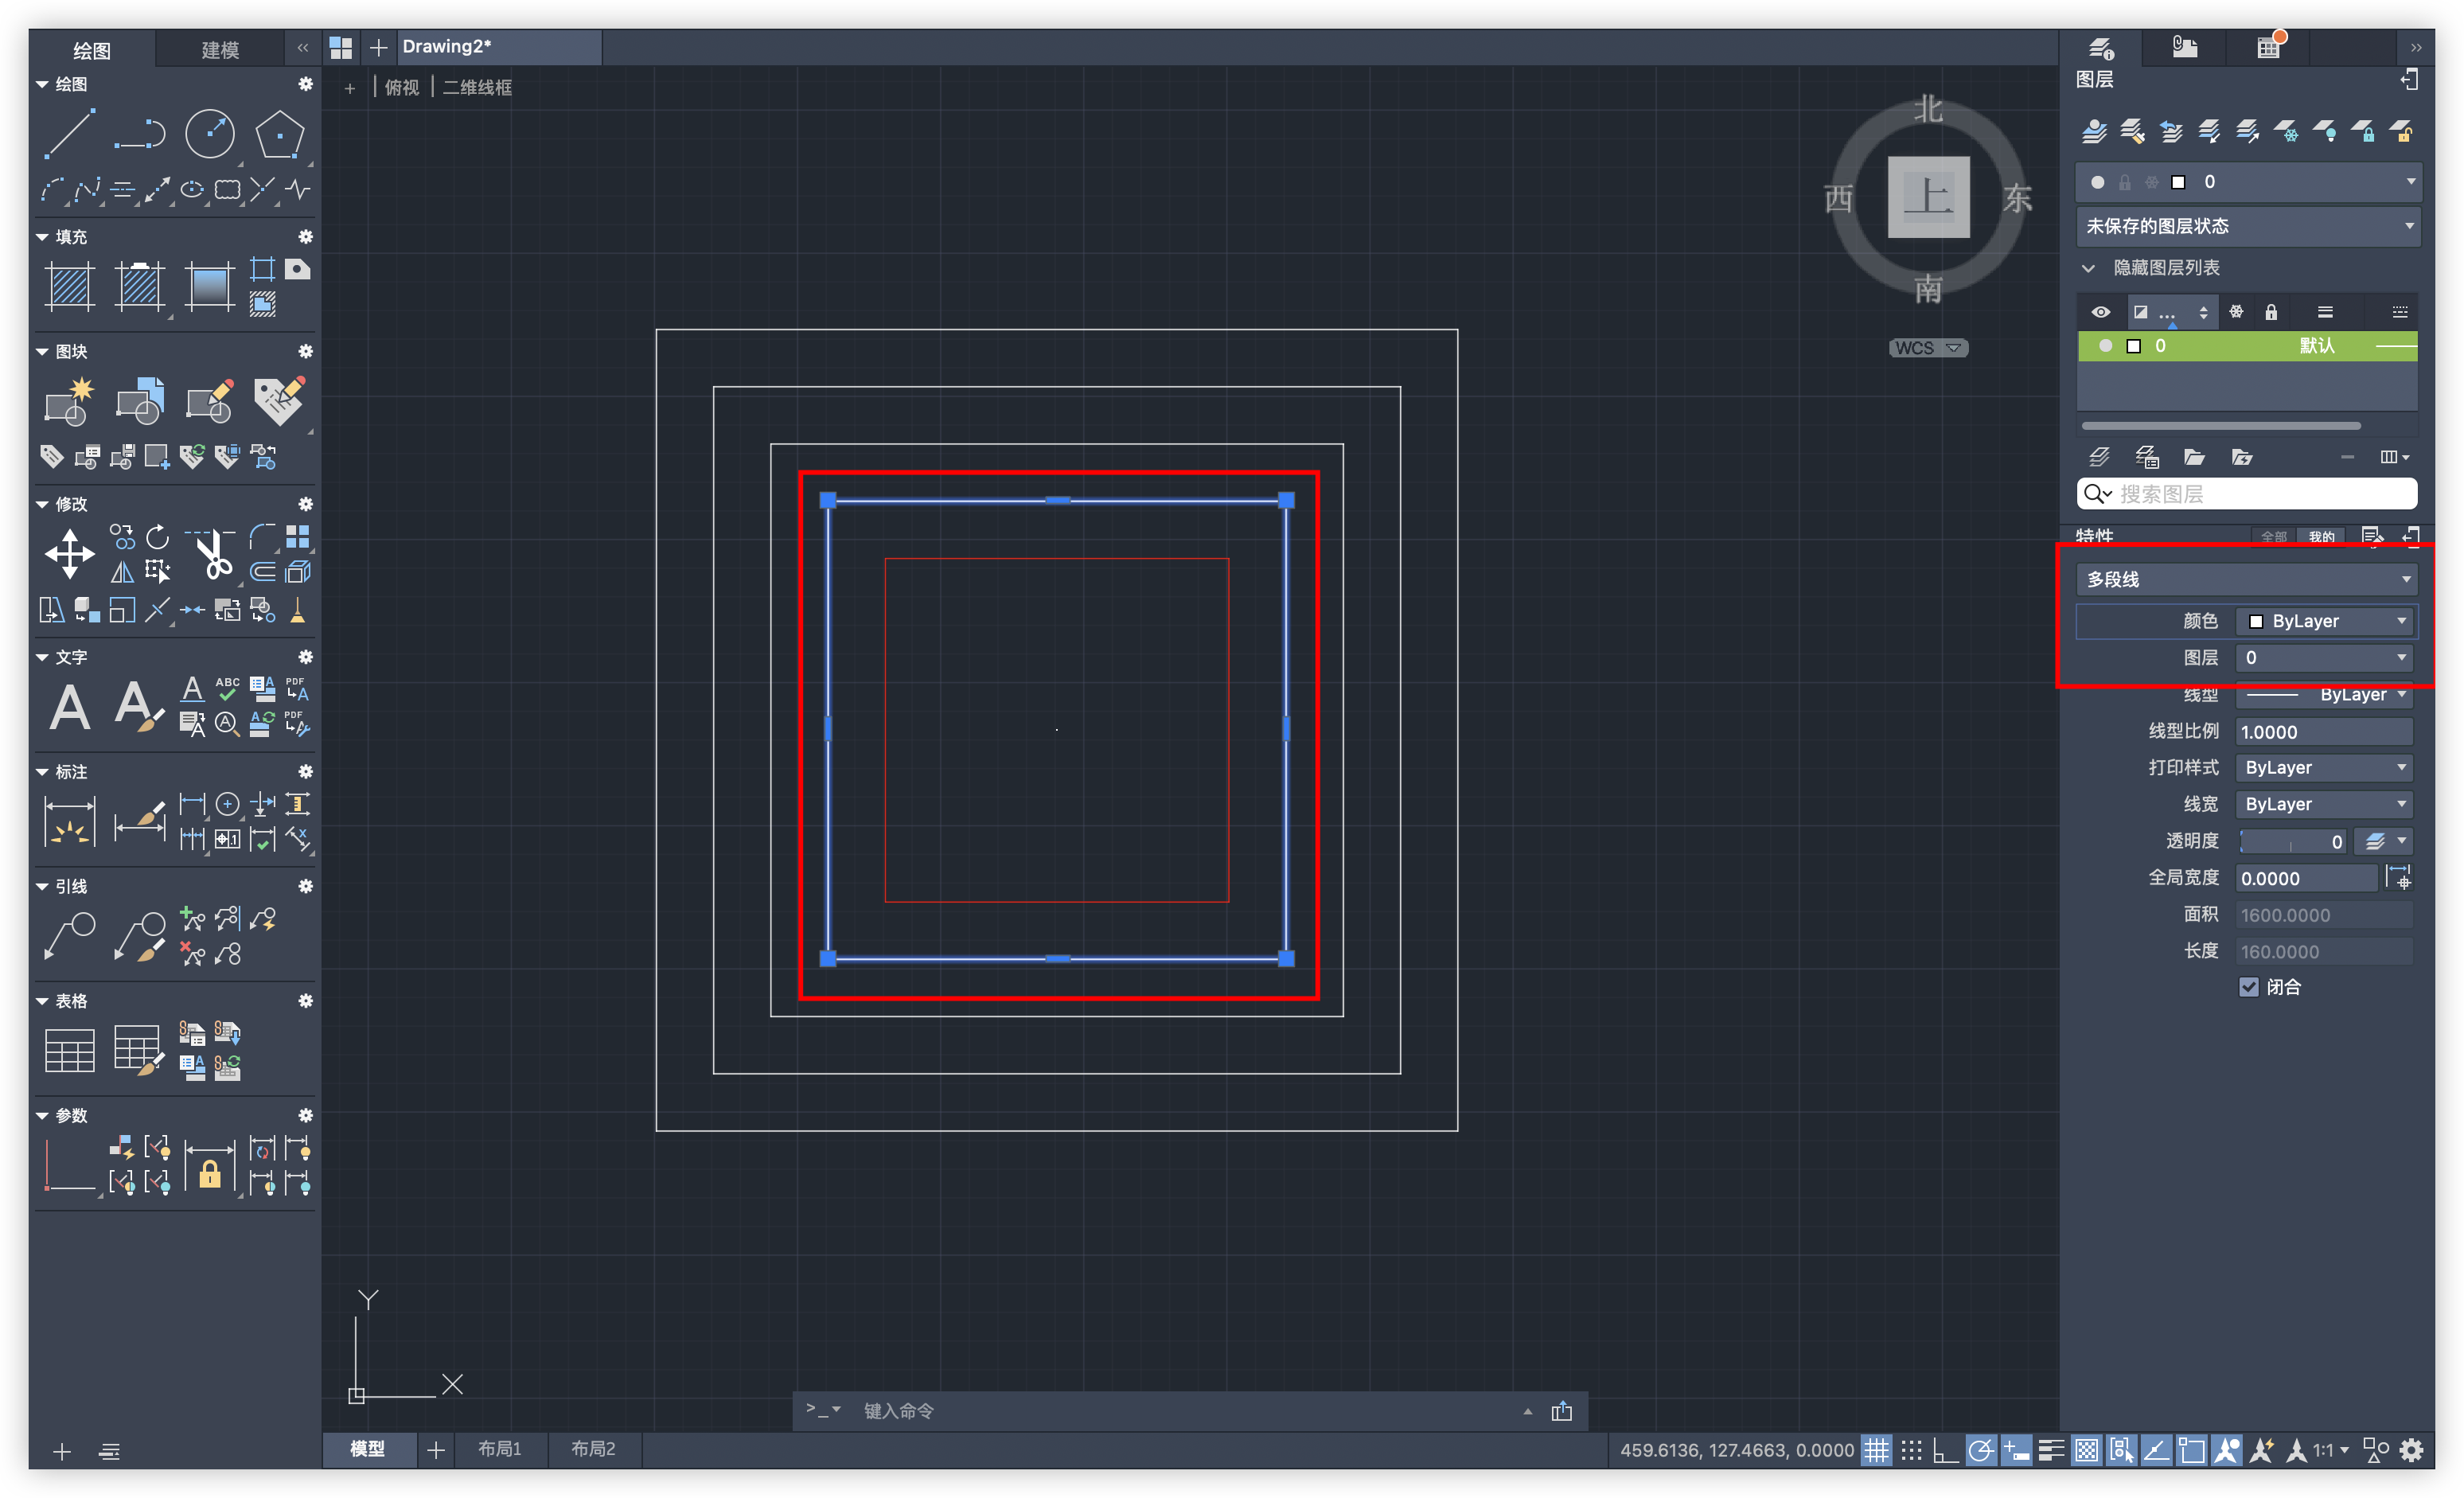 绘图
建模
Drawing2*
绘图
俯视
二维线框
填充
图块
修改
文字
ABC
A
PDF
A
A
A
A
A
A
PDF
标注
.1
x
引线
表格
A
参数
北
西
上
东
南
WCS
Y
X
>_
键入命令
模型
布局1
布局2
459.6136, 127.4663, 0.0000
1:1
图层
0
未保存的图层状态
隐藏图层列表
...
0
默认
搜索图层
特性
全部
我的
多段线
颜色
ByLayer
图层
0
线型
ByLayer
线型比例
1.0000
打印样式
ByLayer
线宽
ByLayer
透明度
0
全局宽度
0.0000
面积
1600.0000
长度
160.0000
闭合